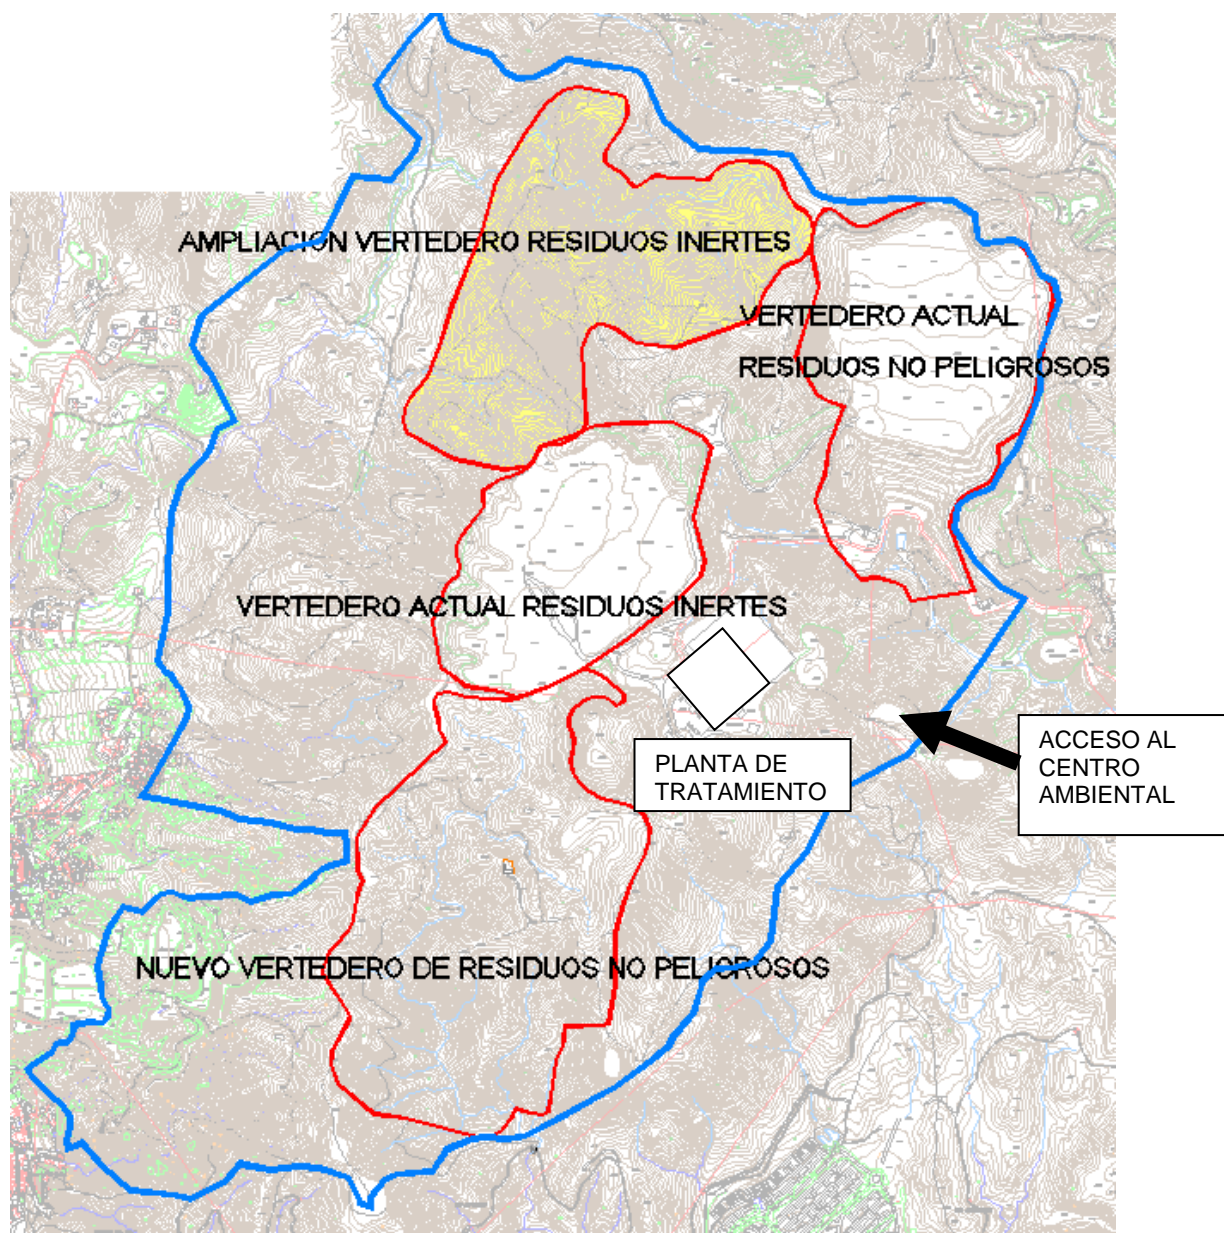 AMPLIACION VERTEDERO RESIDUOS INERTES
VERTEDERO ACTUAL
RESIDUOS NO PELIGROSOS
VERTEDERO ACTUAL RESIDUOS INERTES
PLANTA DE
TRATAMIENTO
ACCESO AL
CENTRO
AMBIENTAL
NUEVO VERTEDERO DE RESIDUOS NO PELIGROSOS